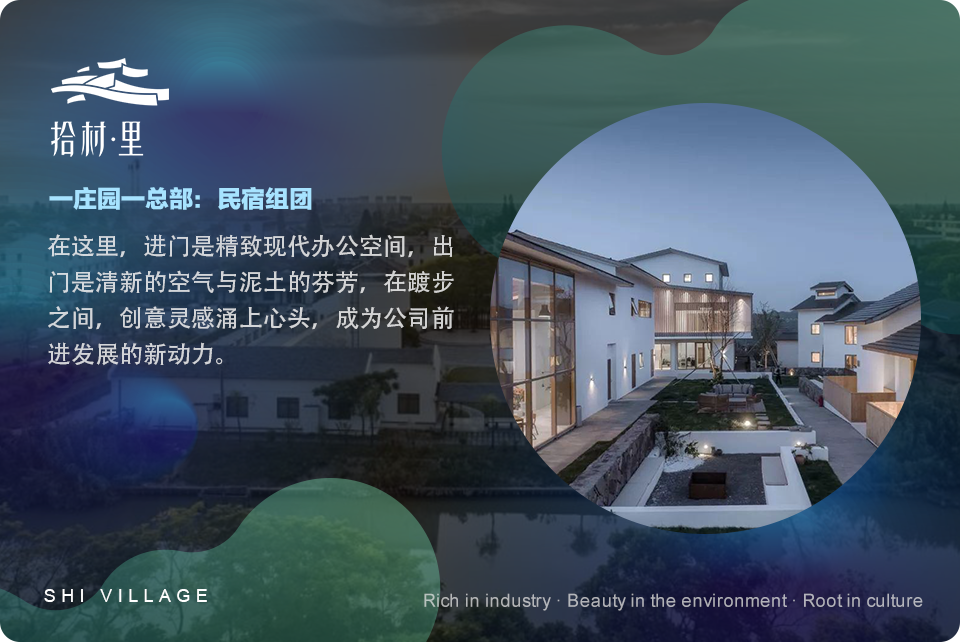 拾村·里
一庄园一总部：民宿组团
在这里，进门是精致现代办公空间，出
门是清新的空气与泥土的芬芳，在踱步
之间，创意灵感涌上心头，成为公司前
进发展的新动力。
SHI VILLAGE
Rich in industry · Beauty in the environment · Root in culture